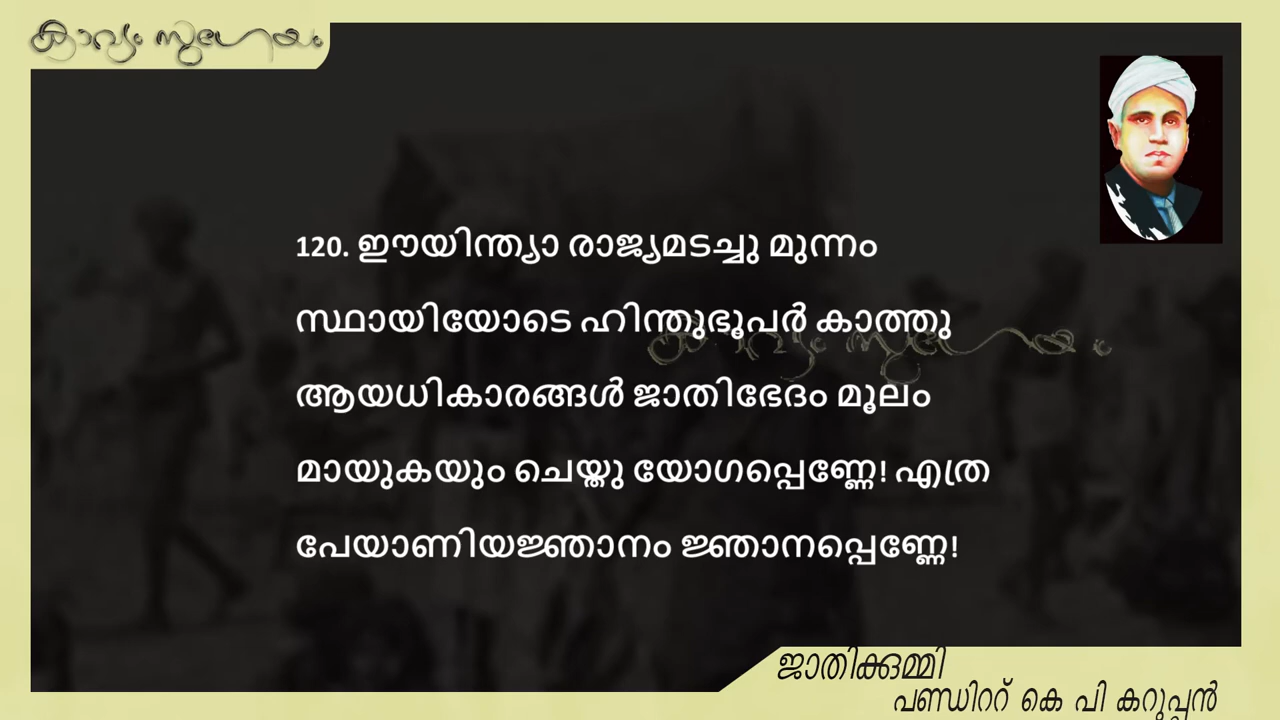 കാവ്യം സുഗേയം
120. ഈയിന്ത്യാ രാജ്യമടച്ചു മുന്നം
സ്ഥായിയോടെ ഹിന്തുഭൂപർ കാത്തു
കാവ്യം സുഗേയം
ആയധികാരങ്ങൾ ജാതിഭേദം മൂലം
മായുകയും ചെയ്തു യോഗപ്പെണ്ണേ! എത്ര
പേയാണിയജ്ഞാനം ജ്ഞാനപ്പെണ്ണേ!
ജാതിക്കുമ്മി
പണ്ഡിററ് കെ പി കറുപ്പൻ